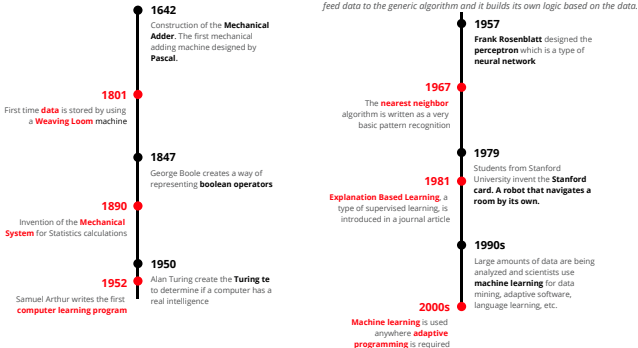 feed data to the generic algorithm and it builds its own logic based on the data.
1642
Construction of the Mechanical
Adder. The first mechanical
adding machine designed by
Pascal.
1801
First time data is stored by using
a Weaving Loom machine
1847
George Boole creates a way of
representing boolean operators
1890
Invention of the Mechanical
System for Statistics calculations
1950
Alan Turing create the Turing te
to determine if a computer has a
real intelligence
1952
Samuel Arthur writes the first
computer learning program
1957
Frank Rosenblatt designed the
perceptron which is a type of
neural network
1967
The nearest neighbor
algorithm is written as a very
basic pattern recognition
1979
Students from Stanford
University invent the Stanford
card. A robot that navigates a
room by its own.
1981
Explanation Based Learning, a
type of supervised learning, is
introduced in a journal article
1990s
Large amounts of data are being
analyzed and scientists use
machine learning for data
mining, adaptive software,
language learning, etc.
2000s
Machine learning is used
anywhere adaptive
programming is required